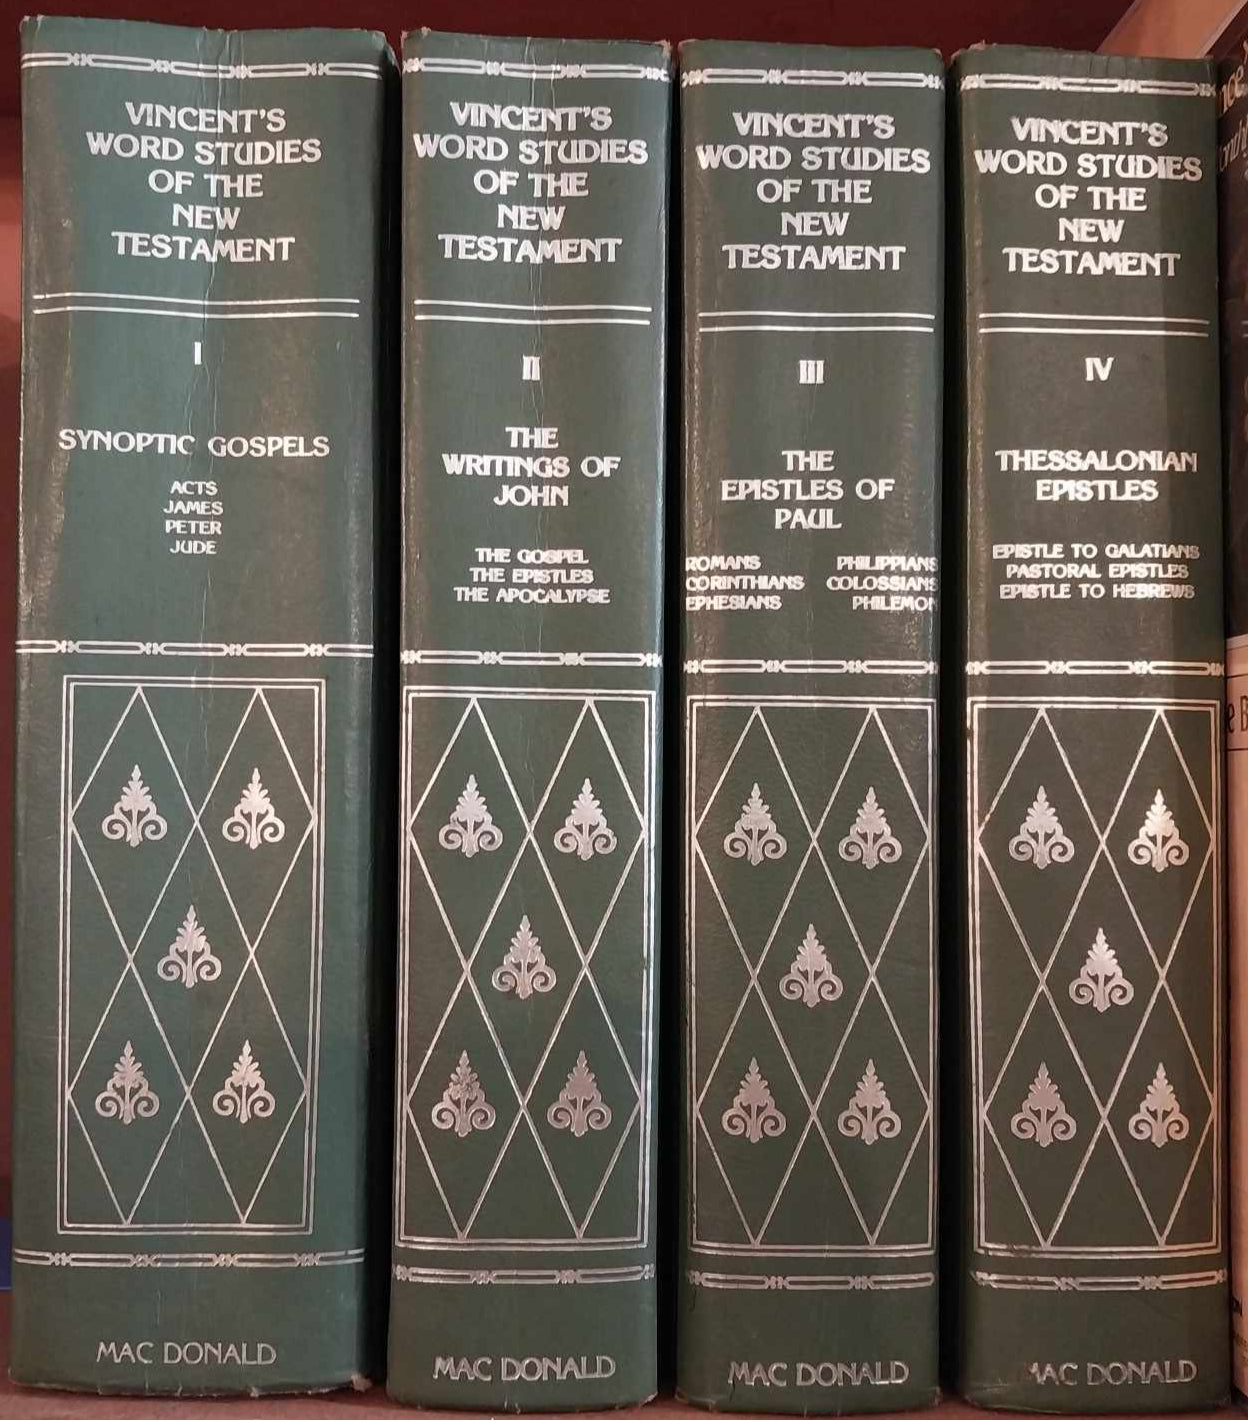 VINCENT'S
WORD STUDIES
OF THE
NEW
TESTAMENT
I
SYNOPTIC GOSPELS
ACTS
JAMES
PETER
JUDE
MAC DONALD
VINCENT'S
WORD STUDIES
OF THE
NEW
TESTAMENT
II
THE
WRITINGS OF
JOHN
THE GOSPEL
THE EPISTLES
THE APOCALYPSE
MAC DONALD
VINCENT'S
WORD STUDIES
OF THE
NEW
TESTAMENT
III
THE
EPISTLES OF
PAUL
ROMANS PHILIPPIANS
CORINTHIANS COLOSSIANS
EPHESIANS PHILEMON
MAC DONALD
VINCENT'S
WORD STUDIES
OF THE
NEW
TESTAMENT
IV
THESSALONIAN
EPISTLES
EPISTLE TO GALATIANS
PASTORAL EPISTLES
EPISTLE TO HEBREWS
MAC DONALD